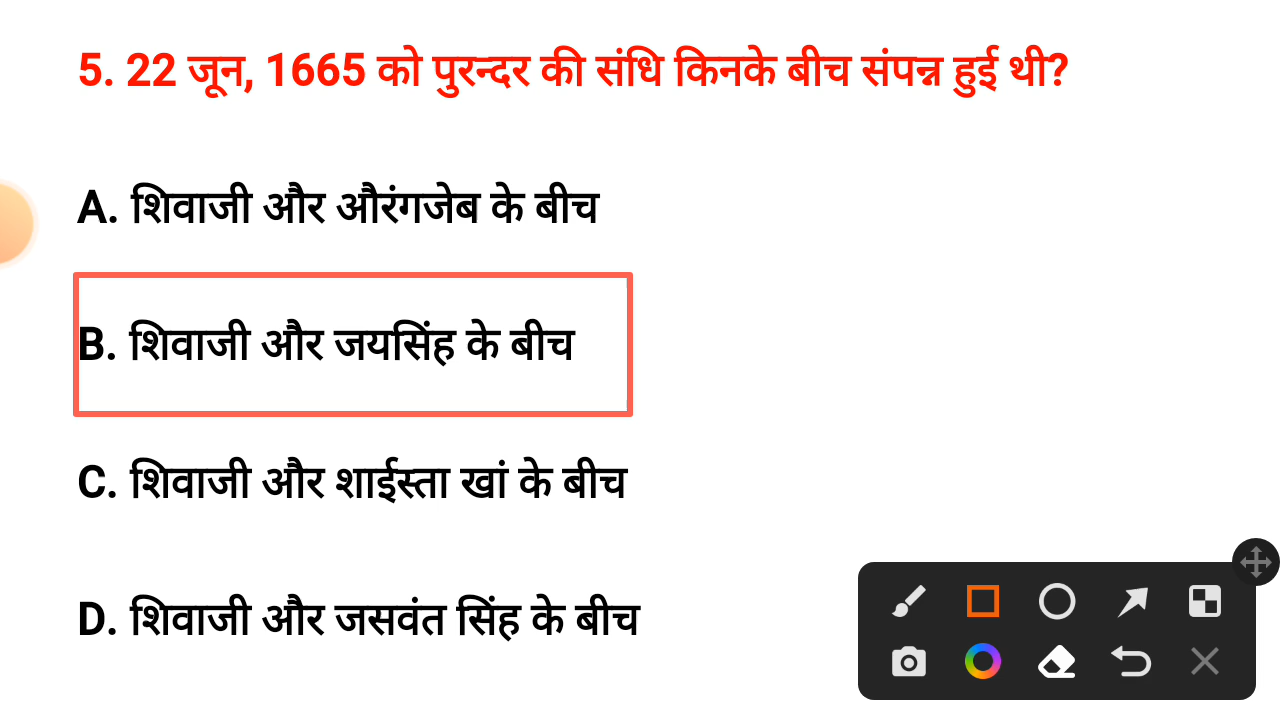 5. 22 जून, 1665 को पुरन्दर की संधि किनके बीच संपन्न हुई थी?
A. शिवाजी और औरंगजेब के बीच
B. शिवाजी और जयसिंह के बीच
C. शिवाजी और शाईस्ता खां के बीच
D. शिवाजी और जसवंत सिंह के बीच